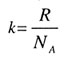 k = R / N_A